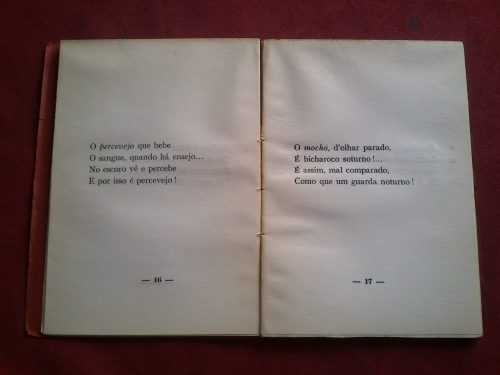 O percevejo que bebe
O sangue, quando há ensejo...
No escuro vê e percebe
E por isso é percevejo!
— 16 —
O mocho, d'olhar parado,
É bicharoco soturno!...
É assim, mal comparado,
Como que um guarda noturno!
— 17 —